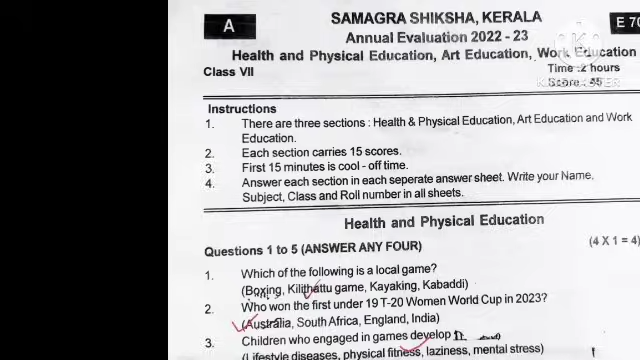 A
SAMAGRA SHIKSHA, KERALA
E 70
Annual Evaluation 2022 - 23
Health and Physical Education, Art Education, Work Education
Class VII
Time : 2 hours
Score :
Instructions
1. There are three sections : Health & Physical Education, Art Education and Work
Education.
2. Each section carries 15 scores.
3. First 15 minutes is cool - off time.
4. Answer each section in each seperate answer sheet. Write your Name.
Subject, Class and Roll number in all sheets.
Health and Physical Education
Questions 1 to 5 (ANSWER ANY FOUR)
(4 X 1 = 4)
1. Which of the following is a local game?
(Boxing, Kilithattu game, Kayaking, Kabaddi)
2. Who won the first under 19 T-20 Women World Cup in 2023?
(Australia, South Africa, England, India)
3. Children who engaged in games develop
(Lifestyle diseases, physical fitness, laziness, mental stress)